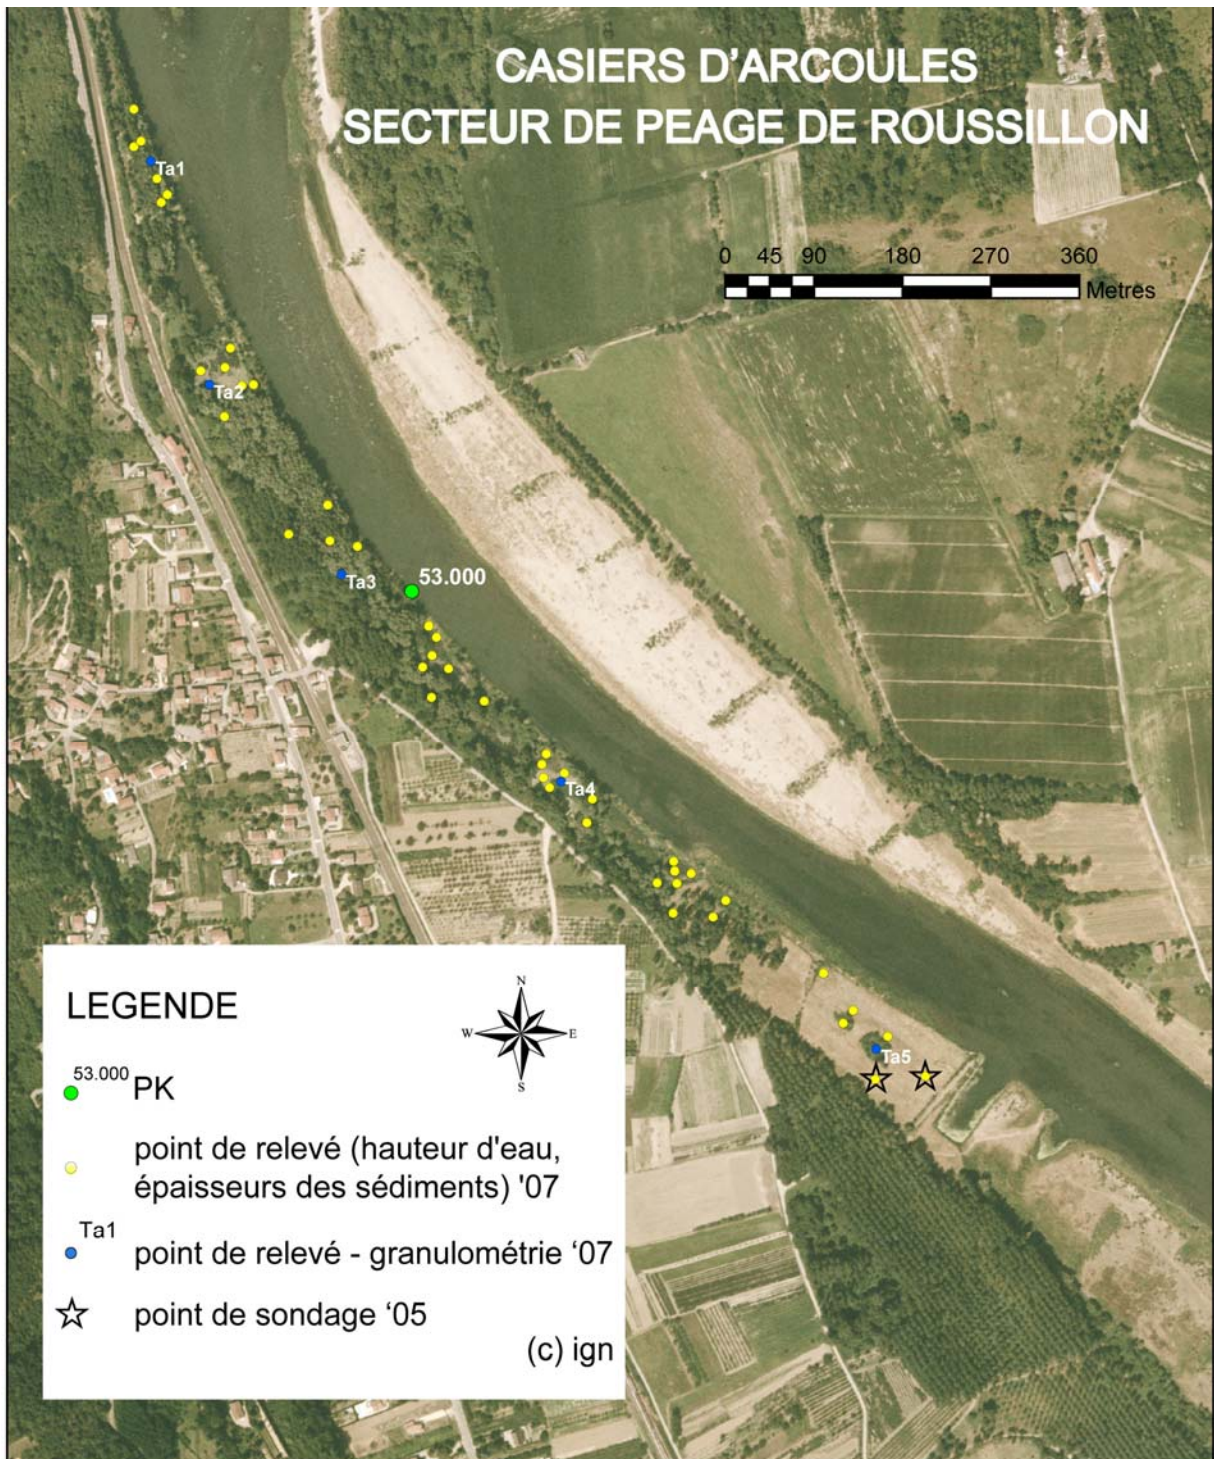 CASIERS D'ARCOULES
SECTEUR DE PEAGE DE ROUSSILLON
0 45 90 180 270 360
Metres
Ta1
Ta2
Ta3
53.000
Ta4
Ta5
LEGENDE
N
W E
S
53.000 PK
point de relevé (hauteur d'eau,
épaisseurs des sédiments) '07
Ta1
point de relevé - granulométrie ‘07
point de sondage ‘05
(c) ign